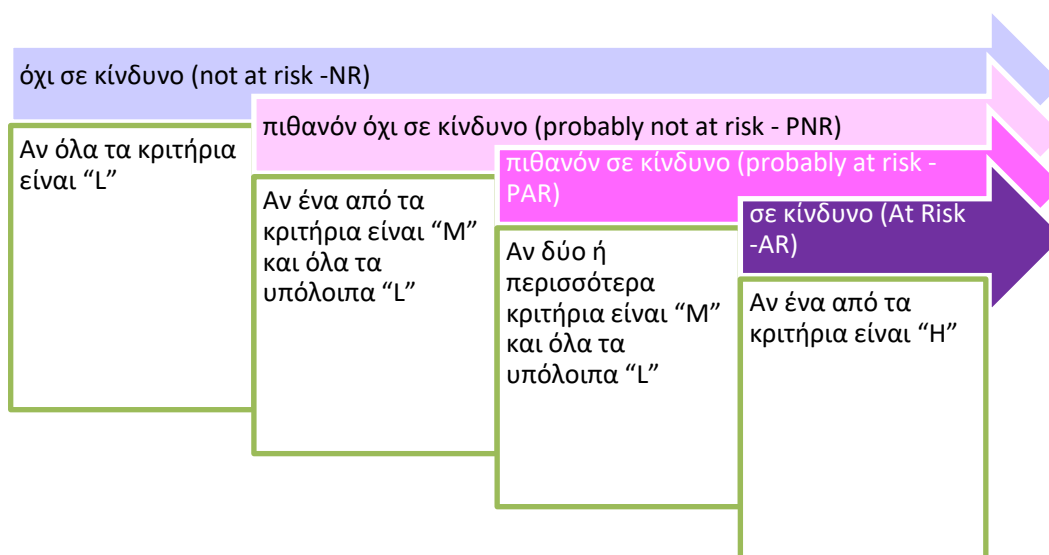 όχι σε κίνδυνο (not at risk -NR)
Αν όλα τα κριτήρια
είναι “L”
πιθανόν όχι σε κίνδυνο (probably not at risk - PNR)
Αν ένα από τα
κριτήρια είναι “M”
και όλα τα
υπόλοιπα “L”
πιθανόν σε κίνδυνο (probably at risk -
PAR)
Αν δύο ή
περισσότερα
κριτήρια είναι “M”
και όλα τα
υπόλοιπα “L”
σε κίνδυνο (At Risk
-AR)
Αν ένα από τα
κριτήρια είναι “H”